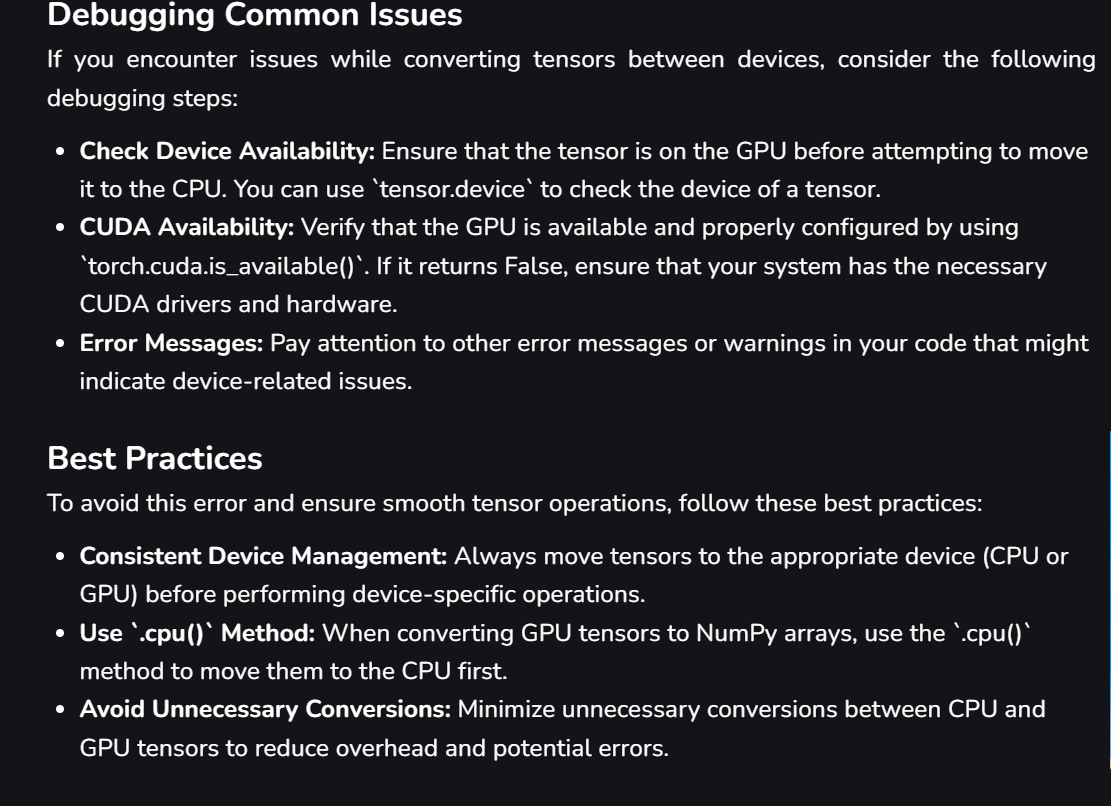 Debugging Common Issues
If you encounter issues while converting tensors between devices, consider the following
debugging steps:
• Check Device Availability: Ensure that the tensor is on the GPU before attempting to move
it to the CPU. You can use `tensor.device` to check the device of a tensor.
• CUDA Availability: Verify that the GPU is available and properly configured by using
`torch.cuda.is_available()`. If it returns False, ensure that your system has the necessary
CUDA drivers and hardware.
• Error Messages: Pay attention to other error messages or warnings in your code that might
indicate device-related issues.
Best Practices
To avoid this error and ensure smooth tensor operations, follow these best practices:
• Consistent Device Management: Always move tensors to the appropriate device (CPU or
GPU) before performing device-specific operations.
• Use `.cpu()` Method: When converting GPU tensors to NumPy arrays, use the `.cpu()`
method to move them to the CPU first.
• Avoid Unnecessary Conversions: Minimize unnecessary conversions between CPU and
GPU tensors to reduce overhead and potential errors.